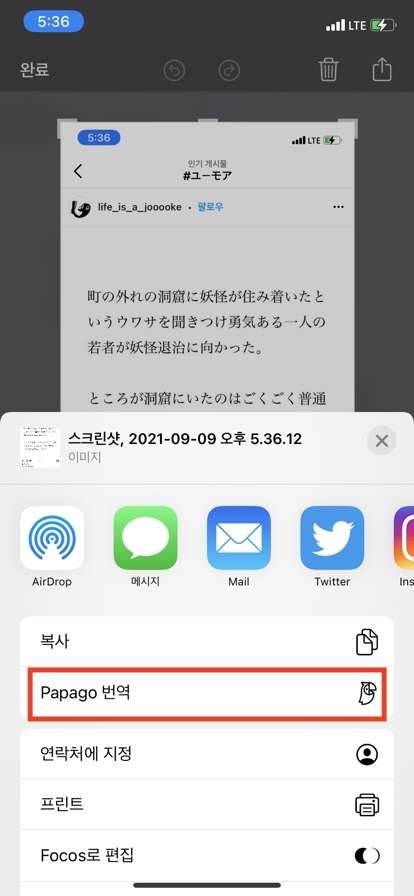 5:36
LTE
완료
5:36
LTE
인기 게시물
#ユーモア
life_is_a_jooooke • 팔로우
町の外れの洞窟に妖怪が住み着いたと
いうウワサを聞きつけ勇気ある一人の
若者が妖怪退治に向かった。
ところが洞窟にいたのはごくごく普通
스크린샷, 2021-09-09 오후 5.36.12
이미지
AirDrop
메시지
Mail
Twitter
Ins
복사
Papago 번역
연락처에 지정
프린트
Focos로 편집